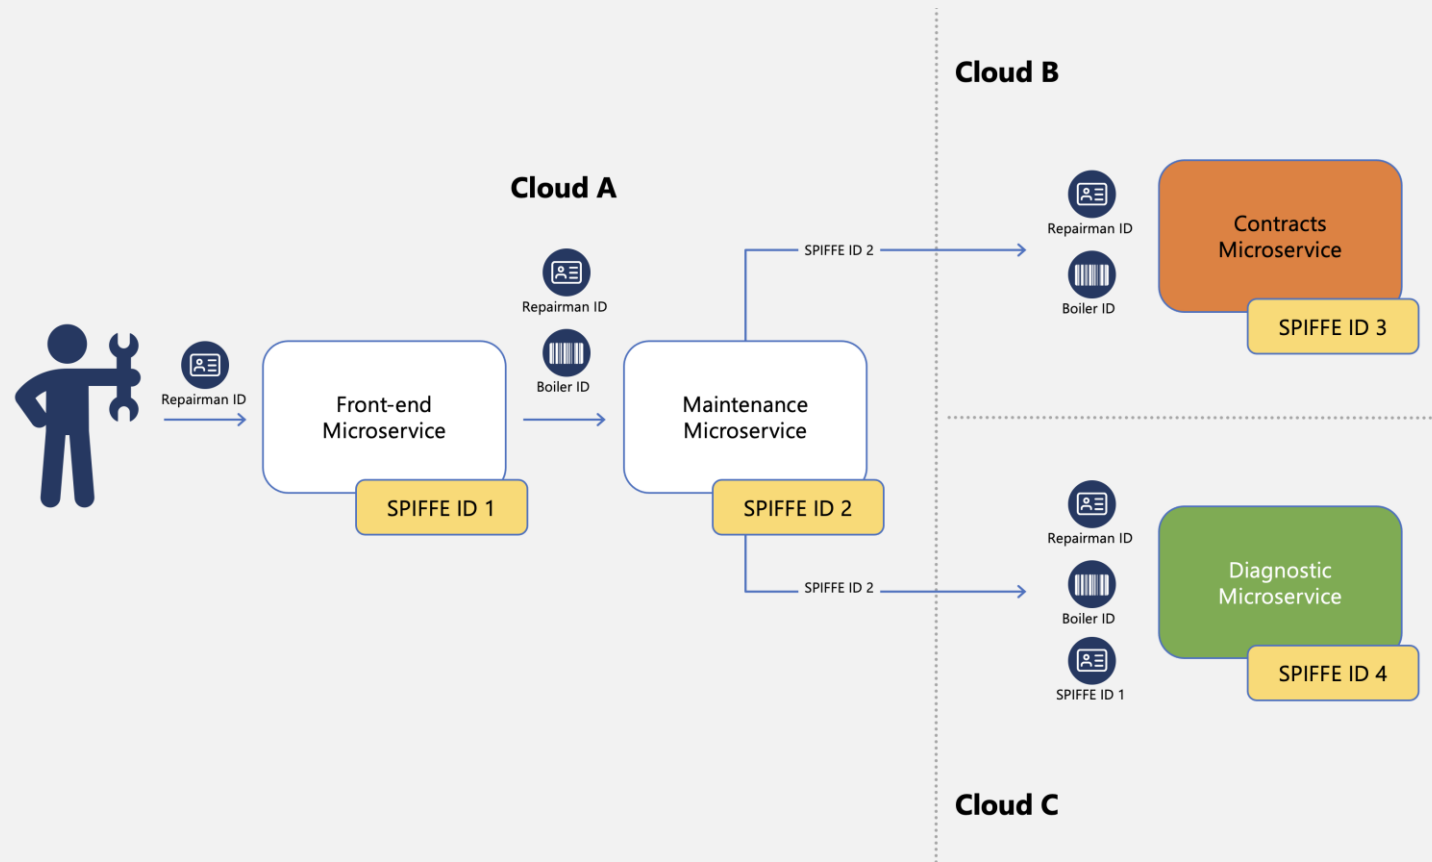 Cloud B
Cloud A
Repairman ID
Boiler ID
SPIFFE ID 2
Contracts
Microservice
SPIFFE ID 3
Repairman ID
Boiler ID
Repairman ID
Front-end
Microservice
SPIFFE ID 1
Maintenance
Microservice
SPIFFE ID 2
SPIFFE ID 2
Repairman ID
Boiler ID
SPIFFE ID 1
Diagnostic
Microservice
SPIFFE ID 4
Cloud C